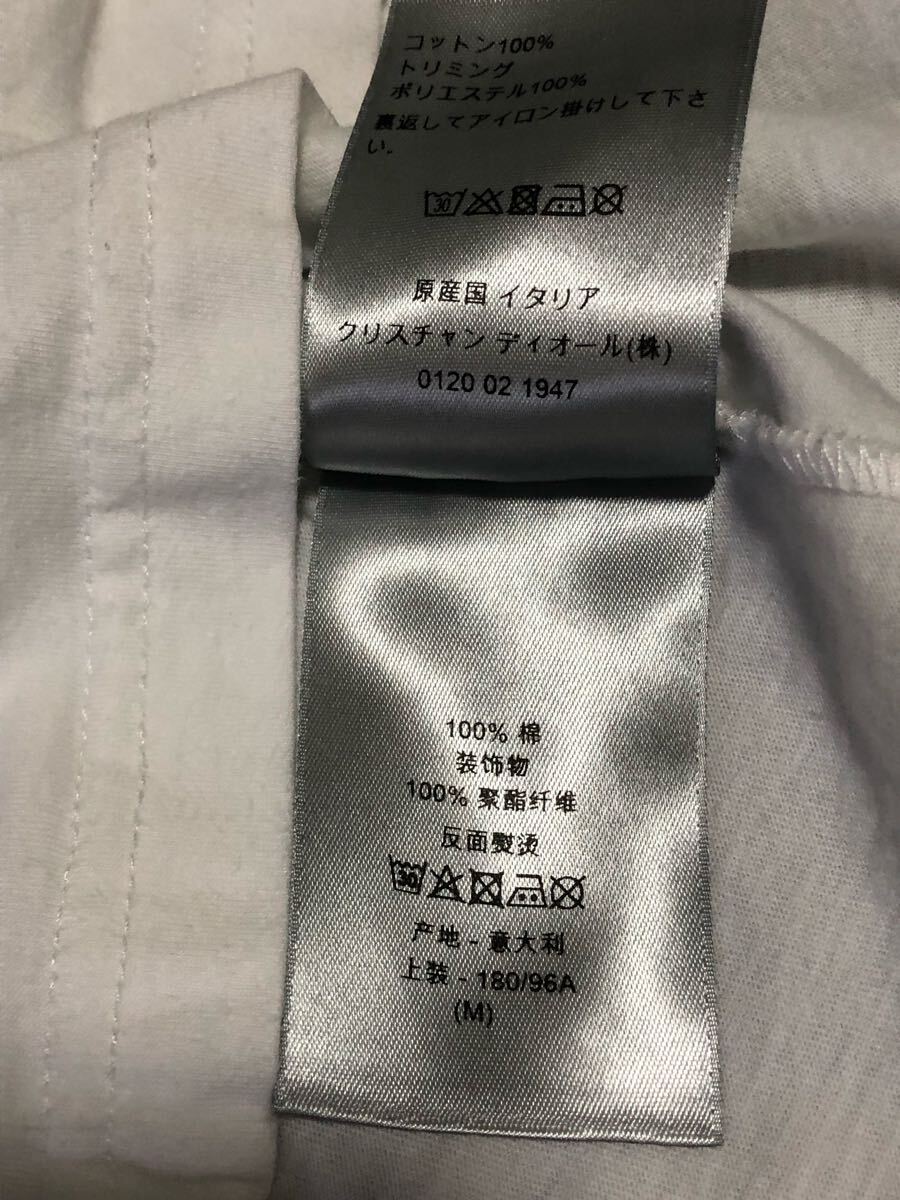 コットン100%
トリミング
ポリエステル100%
裏返してアイロン掛けして下さ
い.
30
原産国 イタリア
クリスチャン ディオール(株)
0120 02 1947
100% 棉
装饰物
100% 聚酯纤维
反面熨烫
30
产地 - 意大利
上装 - 180/96A
(M)